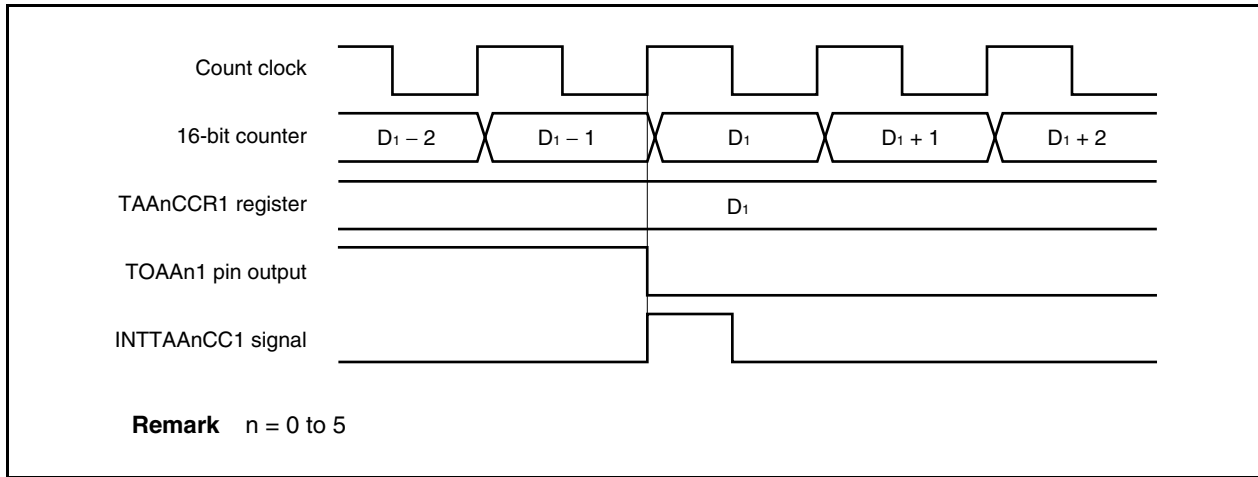 Count clock
16-bit counter D₁ − 2 D₁ − 1 D₁ D₁ + 1 D₁ + 2
TAAnCCR1 register D₁
TOAAn1 pin output
INTTAAnCC1 signal
Remark n = 0 to 5